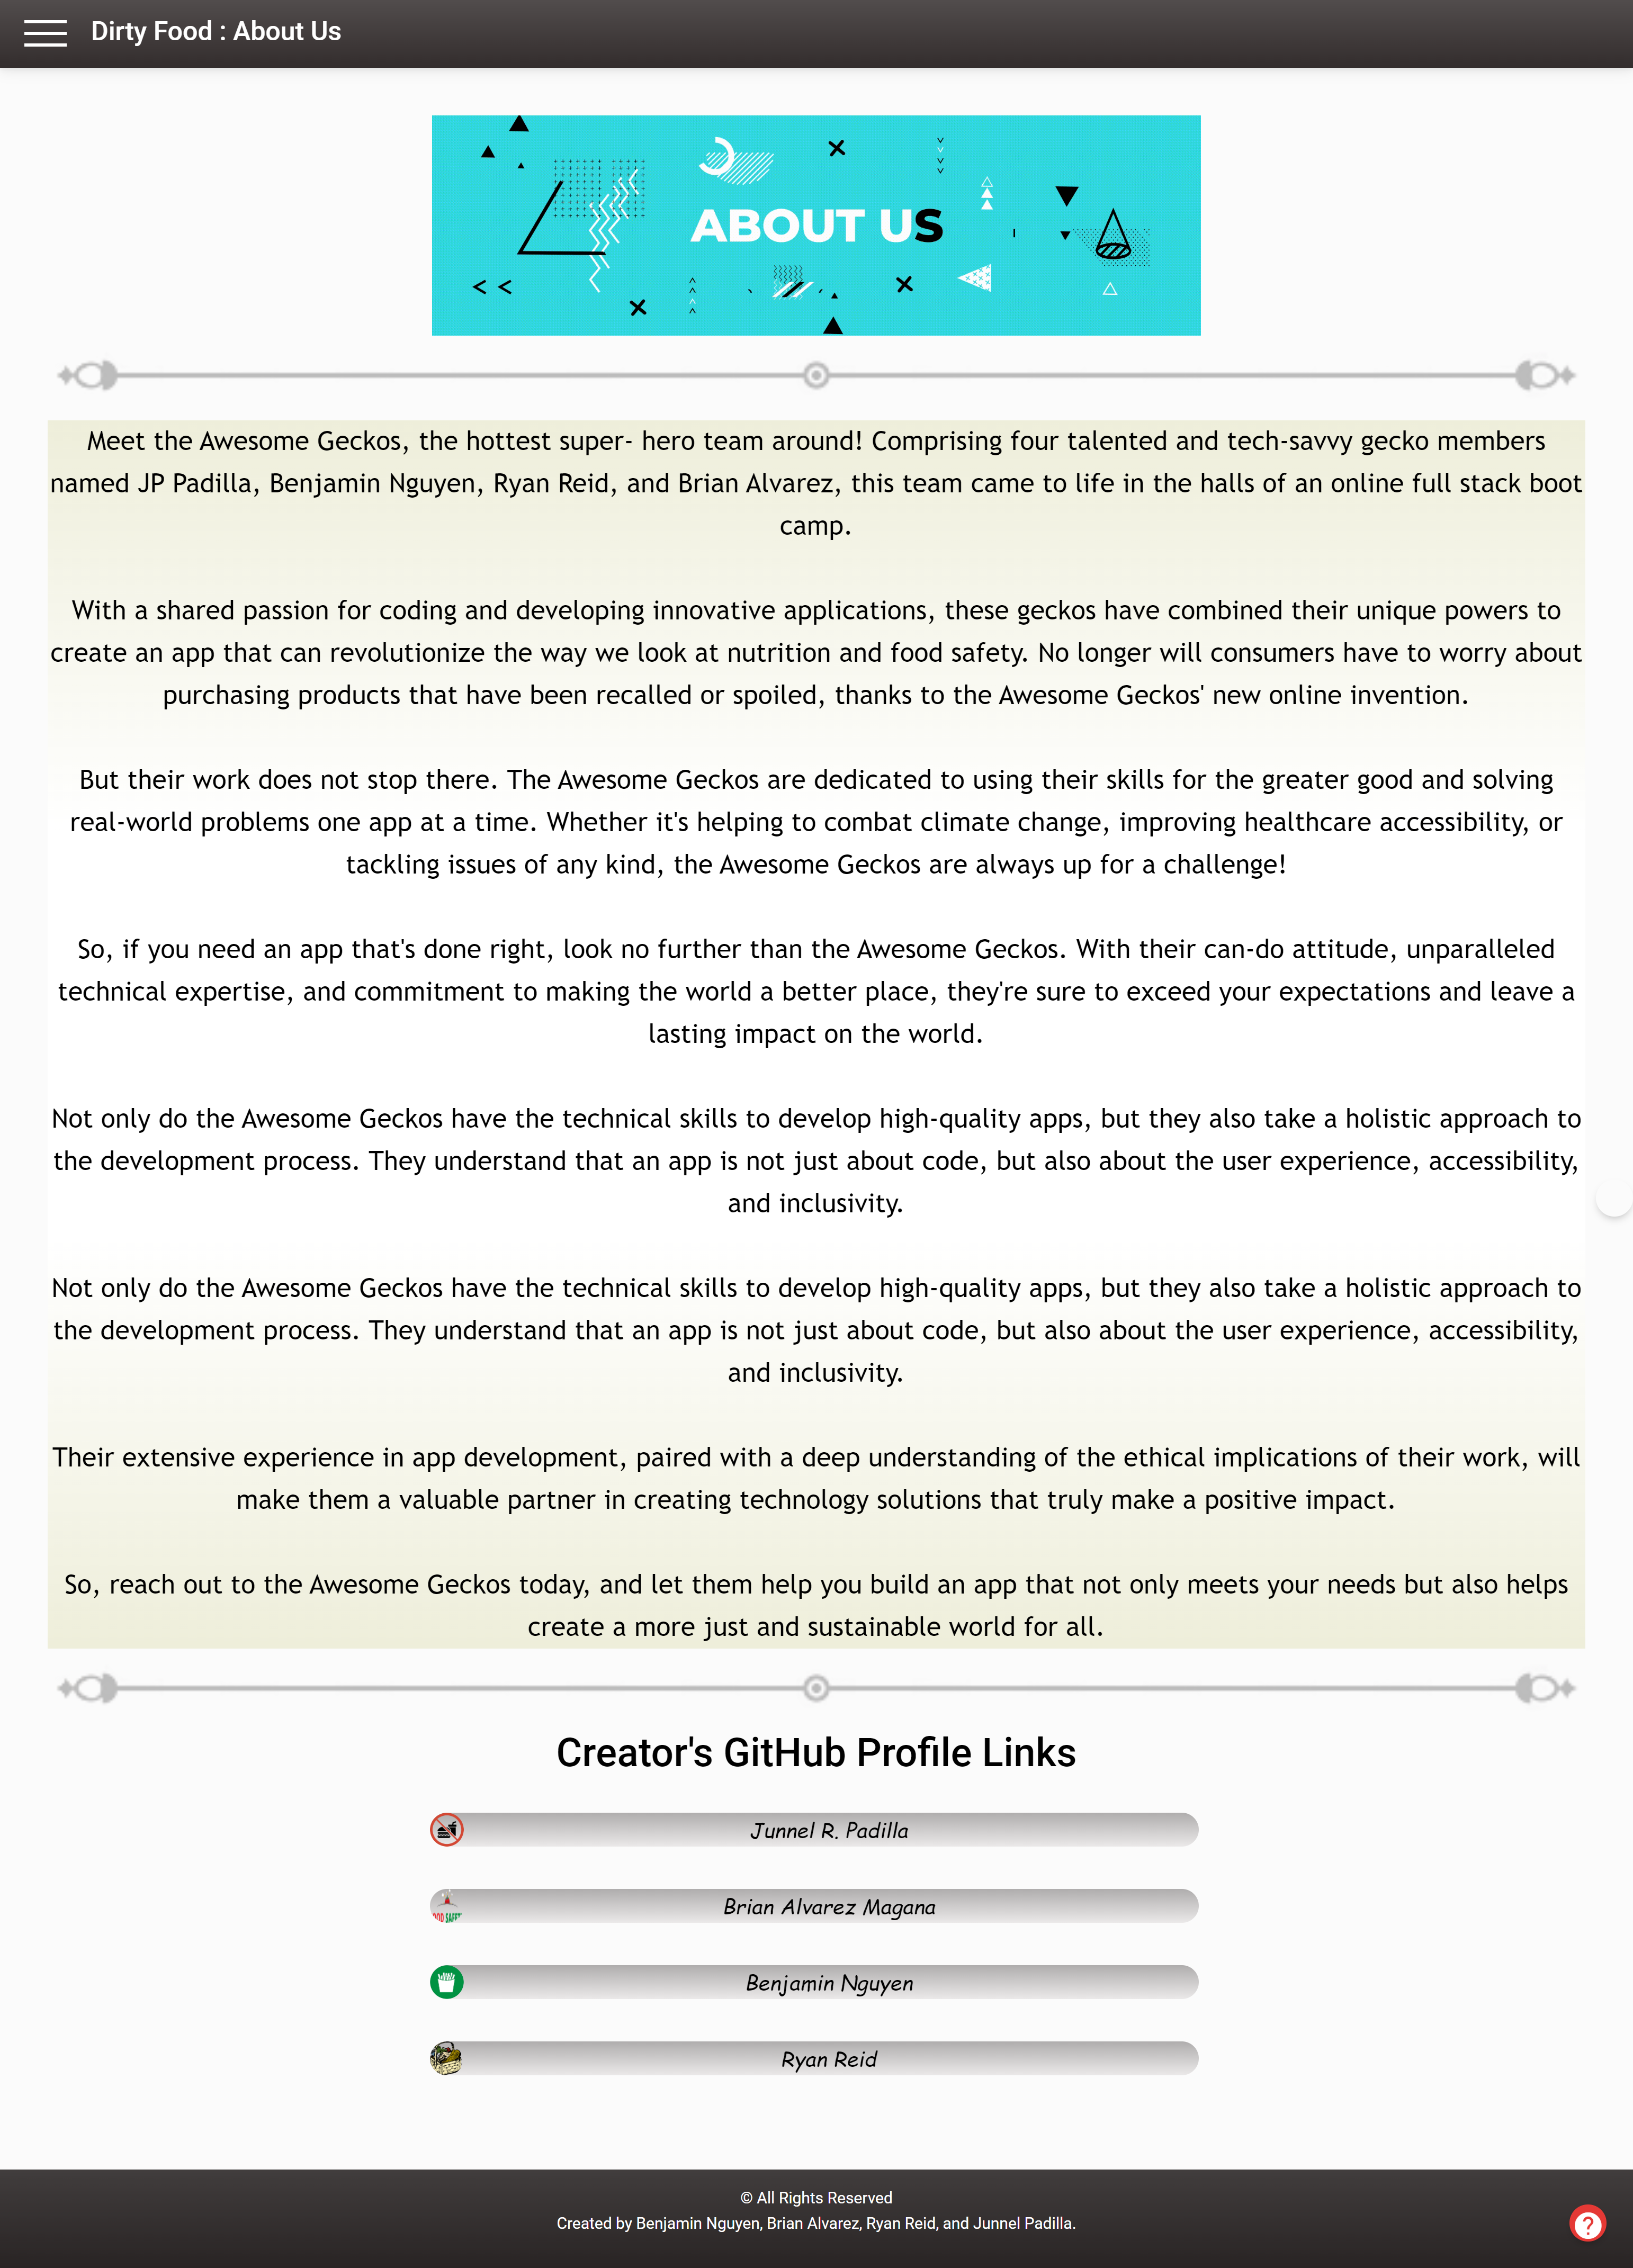 Dirty Food : About Us
ABOUT US
Meet the Awesome Geckos, the hottest super- hero team around! Comprising four talented and tech-savvy gecko members
named JP Padilla, Benjamin Nguyen, Ryan Reid, and Brian Alvarez, this team came to life in the halls of an online full stack boot
camp.
With a shared passion for coding and developing innovative applications, these geckos have combined their unique powers to
create an app that can revolutionize the way we look at nutrition and food safety. No longer will consumers have to worry about
purchasing products that have been recalled or spoiled, thanks to the Awesome Geckos' new online invention.
But their work does not stop there. The Awesome Geckos are dedicated to using their skills for the greater good and solving
real-world problems one app at a time. Whether it's helping to combat climate change, improving healthcare accessibility, or
tackling issues of any kind, the Awesome Geckos are always up for a challenge!
So, if you need an app that's done right, look no further than the Awesome Geckos. With their can-do attitude, unparalleled
technical expertise, and commitment to making the world a better place, they're sure to exceed your expectations and leave a
lasting impact on the world.
Not only do the Awesome Geckos have the technical skills to develop high-quality apps, but they also take a holistic approach to
the development process. They understand that an app is not just about code, but also about the user experience, accessibility,
and inclusivity.
Not only do the Awesome Geckos have the technical skills to develop high-quality apps, but they also take a holistic approach to
the development process. They understand that an app is not just about code, but also about the user experience, accessibility,
and inclusivity.
Their extensive experience in app development, paired with a deep understanding of the ethical implications of their work, will
make them a valuable partner in creating technology solutions that truly make a positive impact.
So, reach out to the Awesome Geckos today, and let them help you build an app that not only meets your needs but also helps
create a more just and sustainable world for all.
Creator's GitHub Profile Links
Junnel R. Padilla
Brian Alvarez Magana
Benjamin Nguyen
Ryan Reid
© All Rights Reserved
Created by Benjamin Nguyen, Brian Alvarez, Ryan Reid, and Junnel Padilla.
?